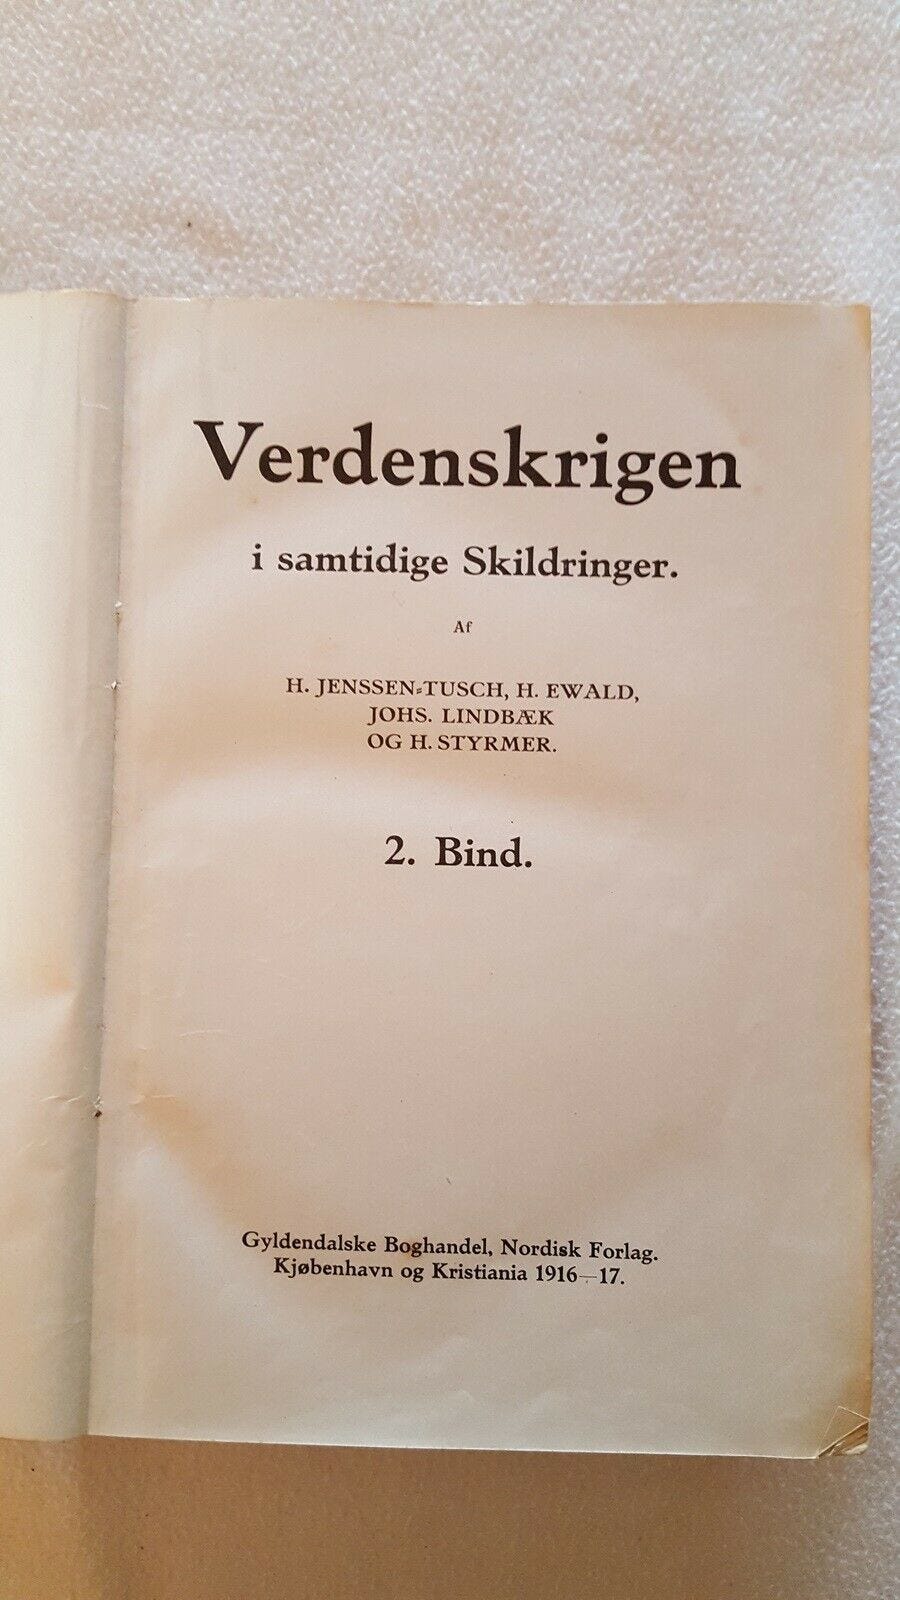 Verdenskrigen
i samtidige Skildringer.
Af
H. JENSSEN-TUSCH, H. EWALD,
JOHS. LINDBÆK
OG H. STYRMER.
2. Bind.
Gyldendalske Boghandel, Nordisk Forlag.
Kjøbenhavn og Kristiania 1916—17.